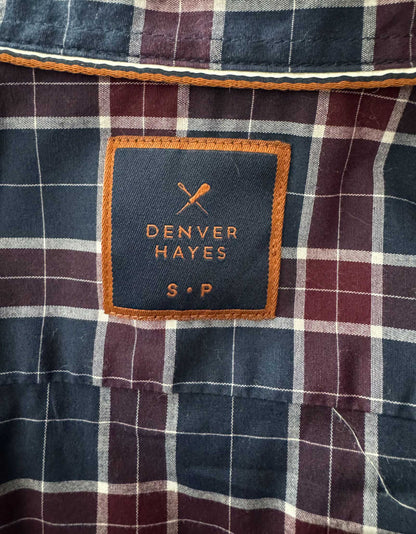 DENVER
HAYES
S • P